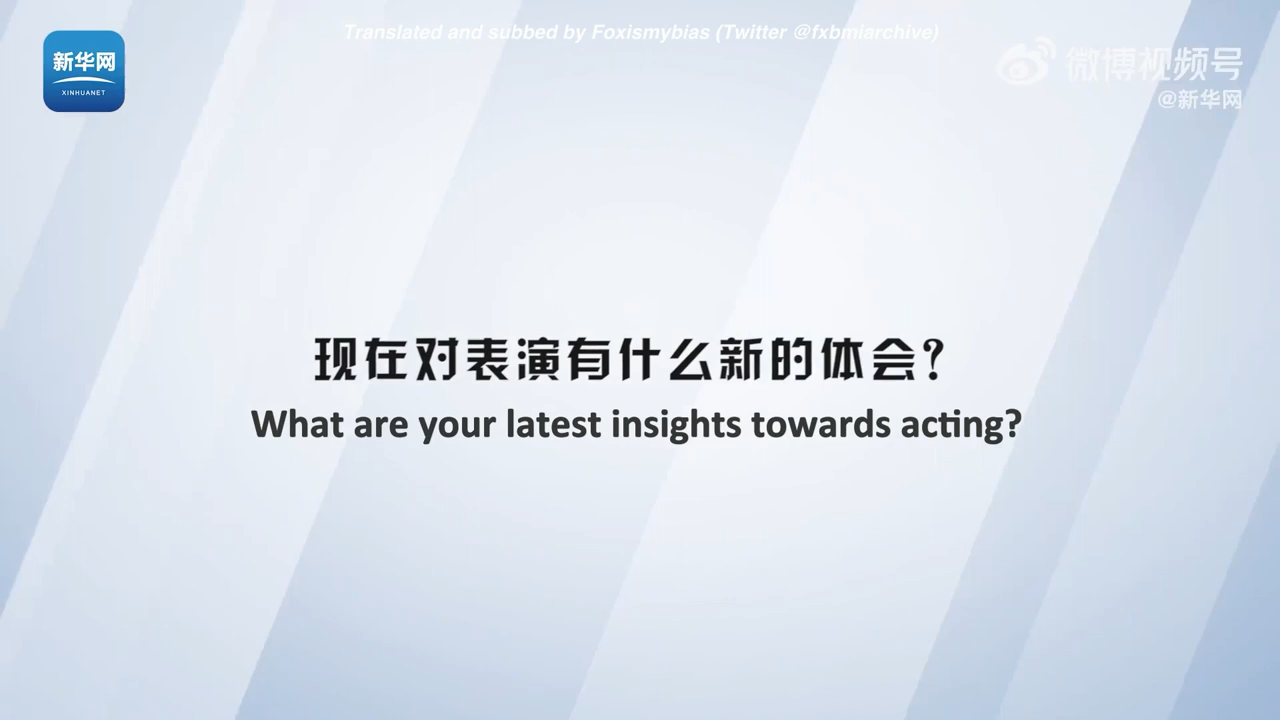 Translated and subbed by Foxismybias (Twitter @fxbmiarchive)
新华网
XINHUANET
微博视频号
@新华网
现在对表演有什么新的体会？
What are your latest insights towards acting?